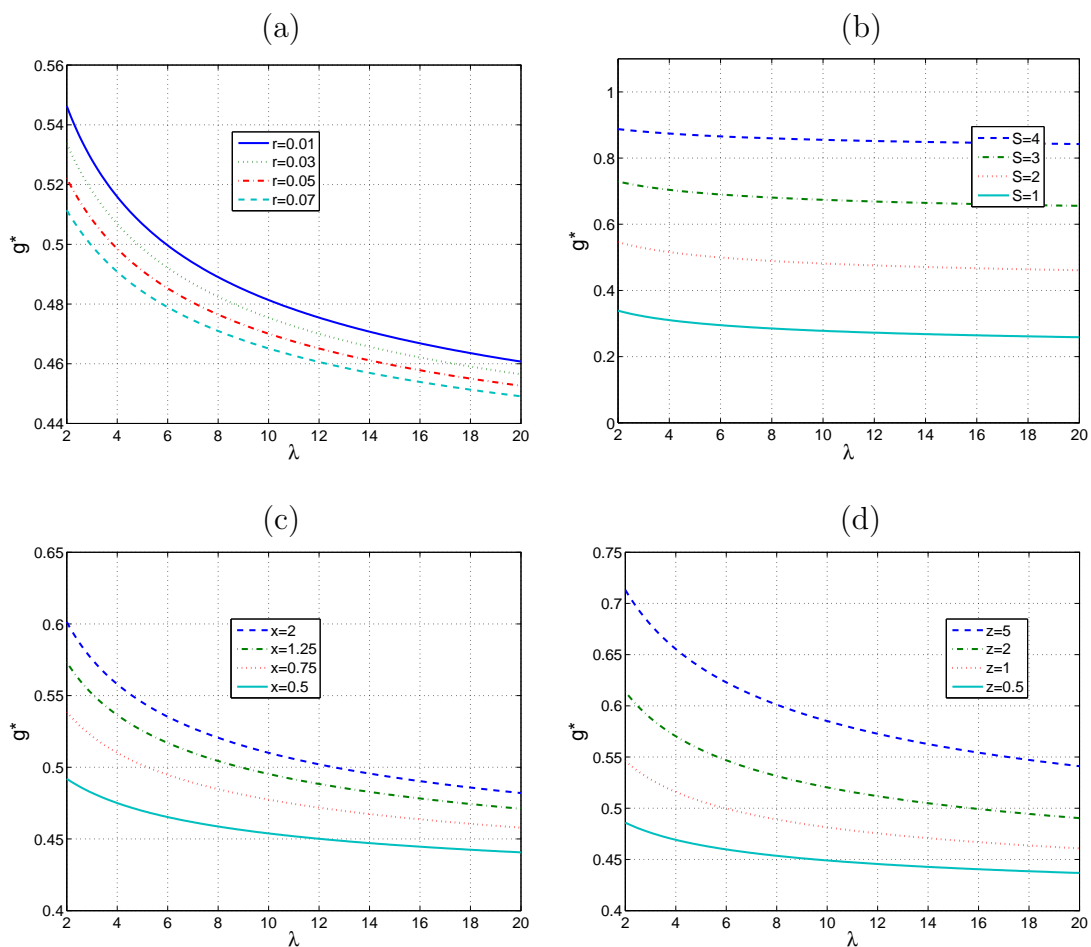 (a)
0.56
0.54
0.52
0.5
0.48
0.46
0.44
g*
r=0.01
r=0.03
r=0.05
r=0.07
2 4 6 8 10 12 14 16 18 20
λ
(b)
1
0.8
0.6
0.4
0.2
0
g*
S=4
S=3
S=2
S=1
2 4 6 8 10 12 14 16 18 20
λ
(c)
0.65
0.6
0.55
0.5
0.45
0.4
g*
x=2
x=1.25
x=0.75
x=0.5
2 4 6 8 10 12 14 16 18 20
λ
(d)
0.75
0.7
0.65
0.6
0.55
0.5
0.45
0.4
g*
z=5
z=2
z=1
z=0.5
2 4 6 8 10 12 14 16 18 20
λ